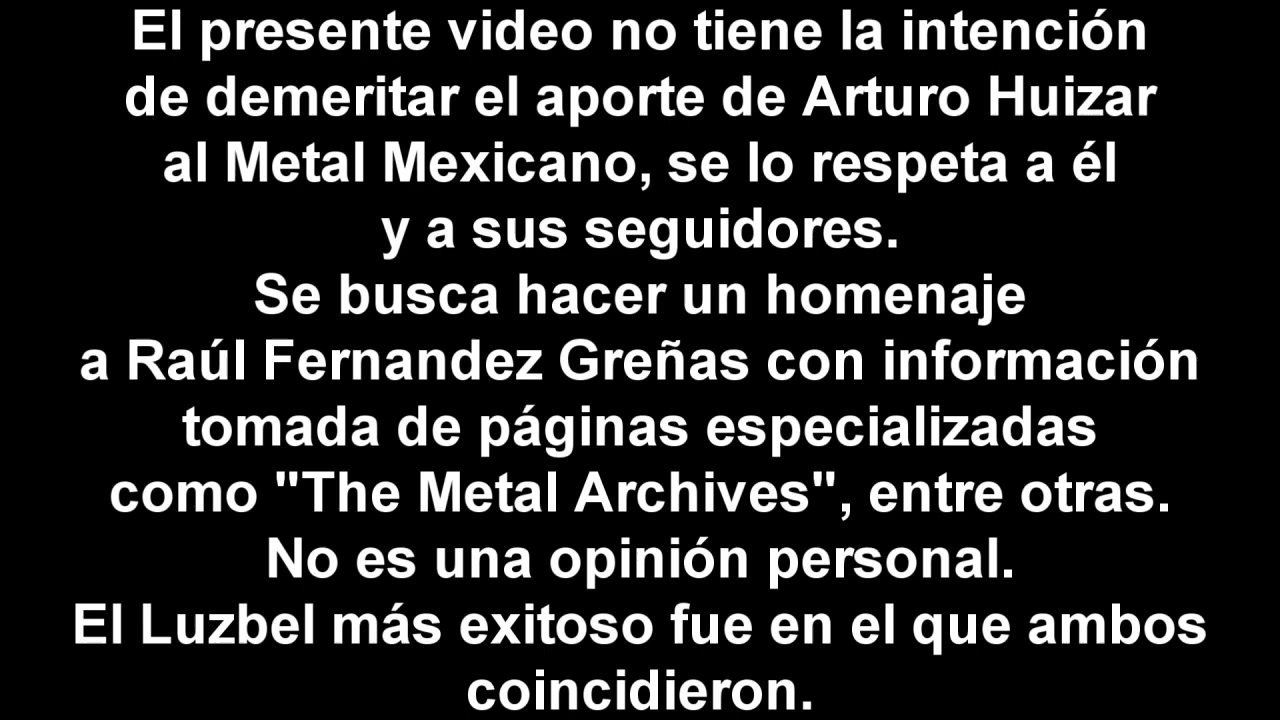 El presente video no tiene la intención
de demeritar el aporte de Arturo Huizar
al Metal Mexicano, se lo respeta a él
y a sus seguidores.
Se busca hacer un homenaje
a Raúl Fernandez Greñas con información
tomada de páginas especializadas
como "The Metal Archives", entre otras.
No es una opinión personal.
El Luzbel más exitoso fue en el que ambos
coincidieron.